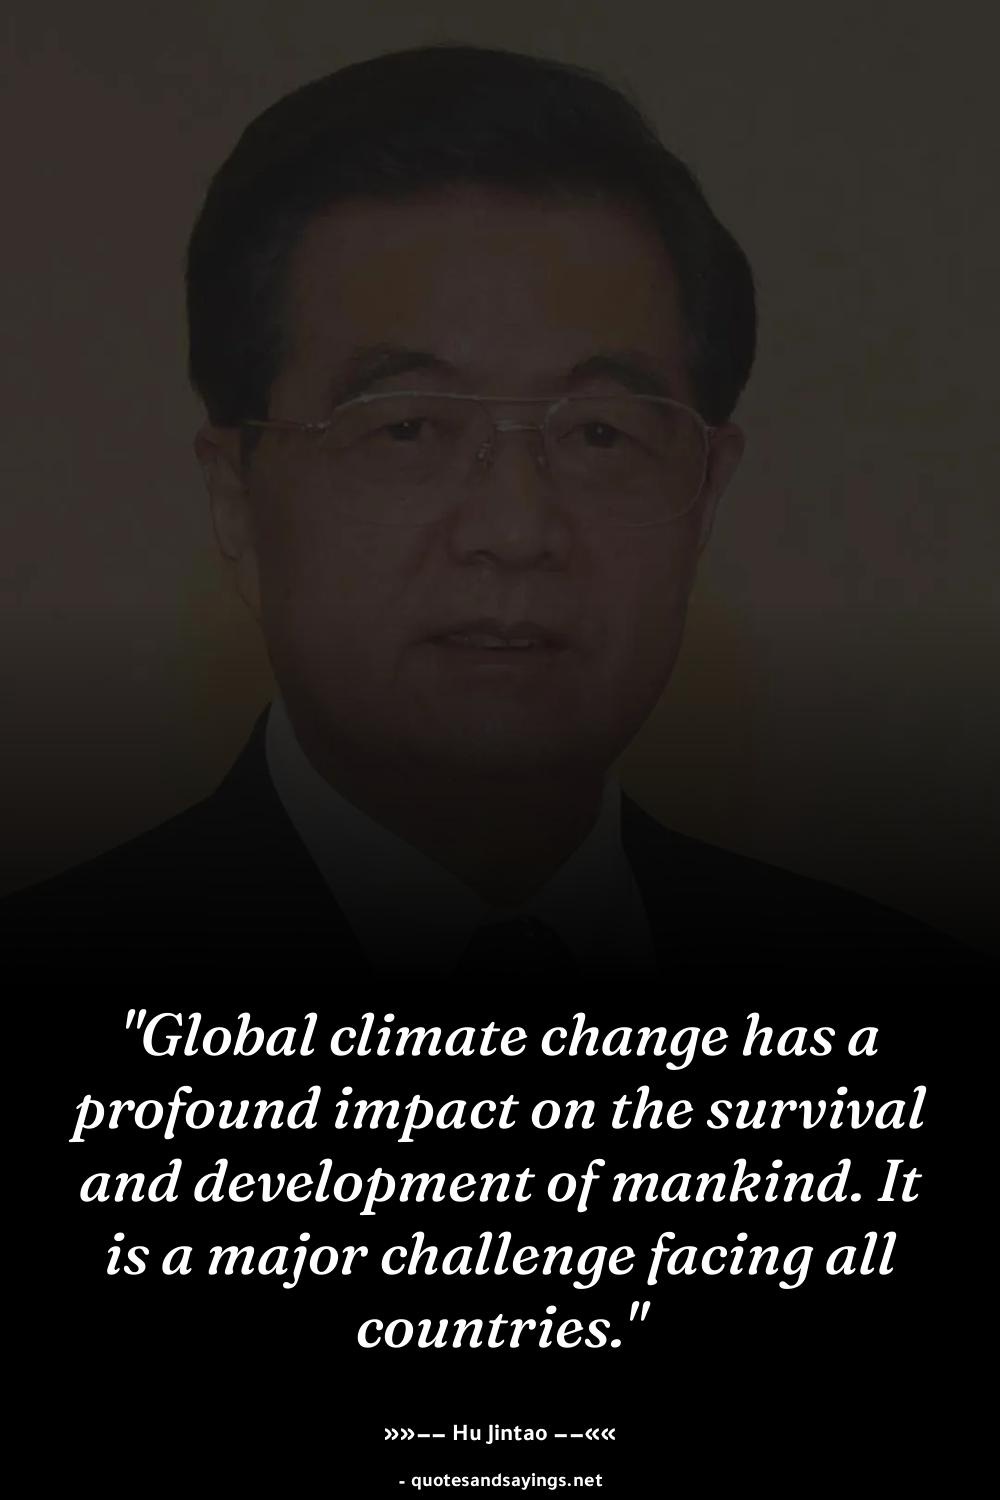 "Global climate change has a
profound impact on the survival
and development of mankind. It
is a major challenge facing all
countries."
»»–– Hu Jintao ––««
- quotesandsayings.net